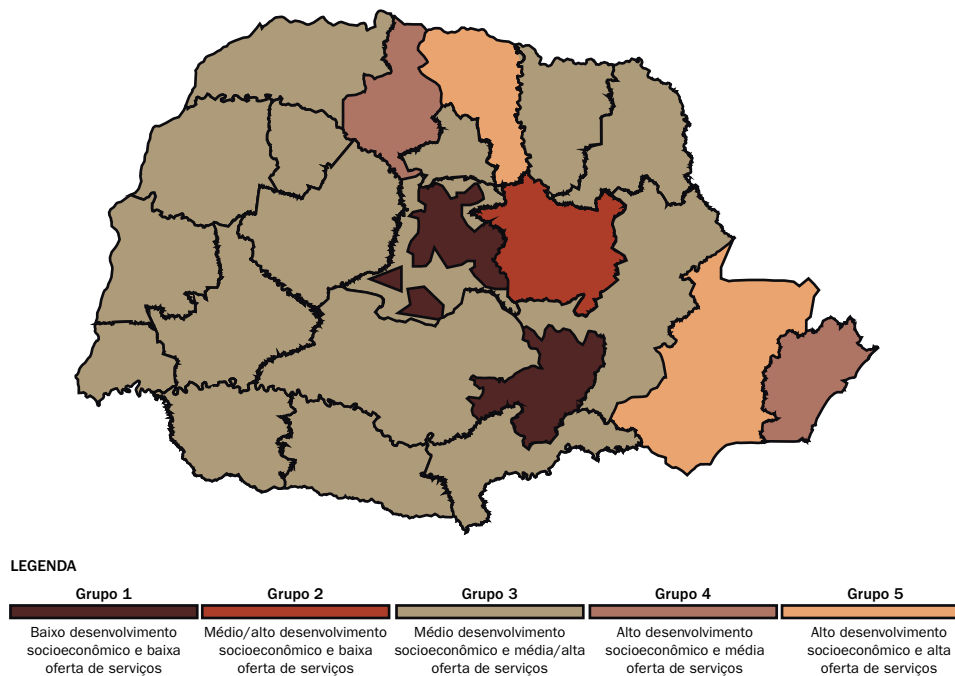 LEGENDA
Grupo 1
Baixo desenvolvimento
socioeconômico e baixa
oferta de serviços
Grupo 2
Médio/alto desenvolvimento
socioeconômico e baixa
oferta de serviços
Grupo 3
Médio desenvolvimento
socioeconômico e média/alta
oferta de serviços
Grupo 4
Alto desenvolvimento
socioeconômico e média
oferta de serviços
Grupo 5
Alto desenvolvimento
socioeconômico e alta
oferta de serviços